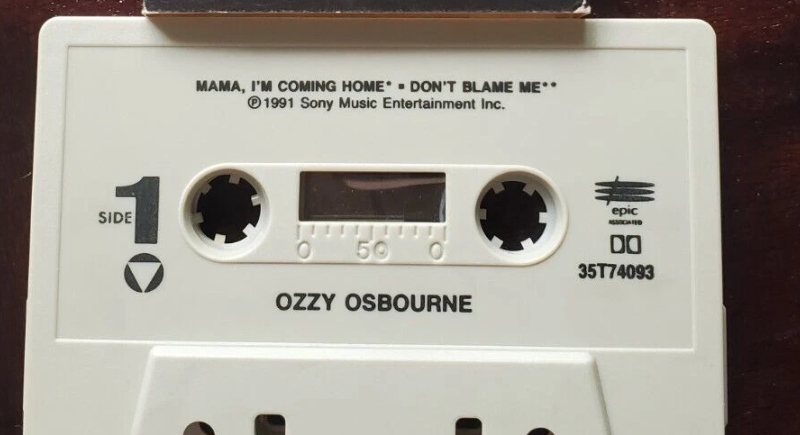 MAMA, I'M COMING HOME* ▪ DON'T BLAME ME**
℗1991 Sony Music Entertainment Inc.
SIDE 1
0 50 0
epic
ASSOCIATED
35T74093
OZZY OSBOURNE